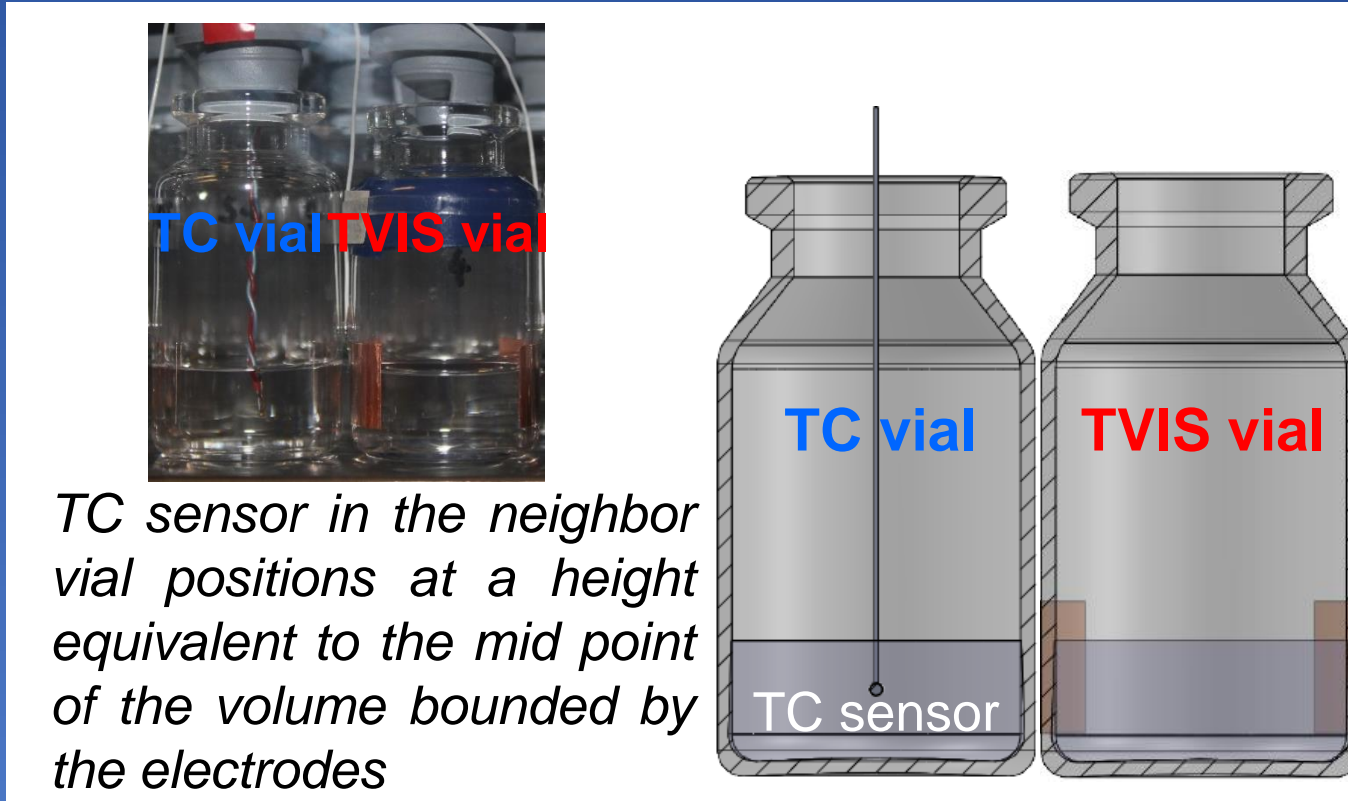 TC vial TVIS vial
TC sensor in the neighbor
vial positions at a height
equivalent to the mid point
of the volume bounded by
the electrodes
TC vial
TVIS vial
TC sensor